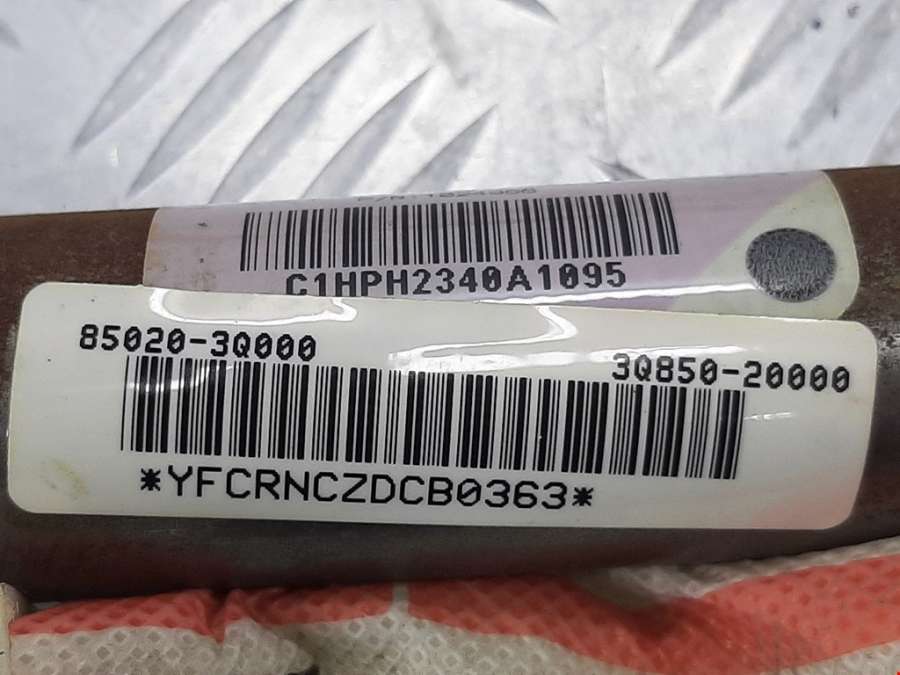 C1HPH2340A1095
85020-3Q000
3Q850-20000
*YFCRNCZDCB0363*